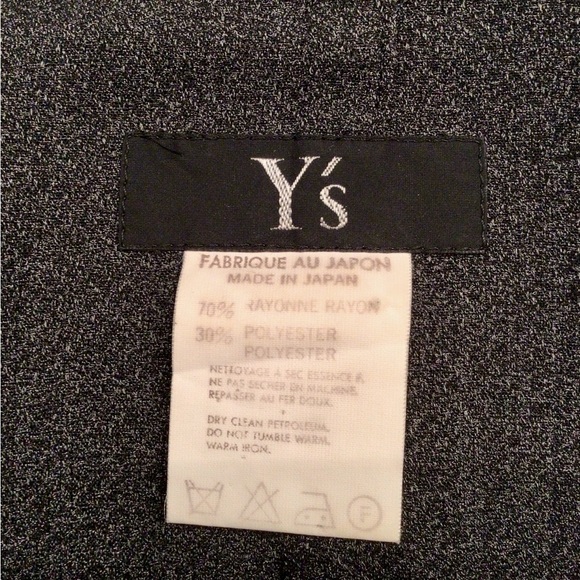 Y's
FABRIQUE AU JAPON
MADE IN JAPAN
70% RAYONNE RAYON
30% POLYESTER
POLYESTER
NETTOYAGE A SEC ESSENCE F,
NE PAS SECHER EN MACHINE,
REPASSER AU FER DOUX.
DRY CLEAN PETROLEUM,
DO NOT TUMBLE WARM,
WARM IRON.
F